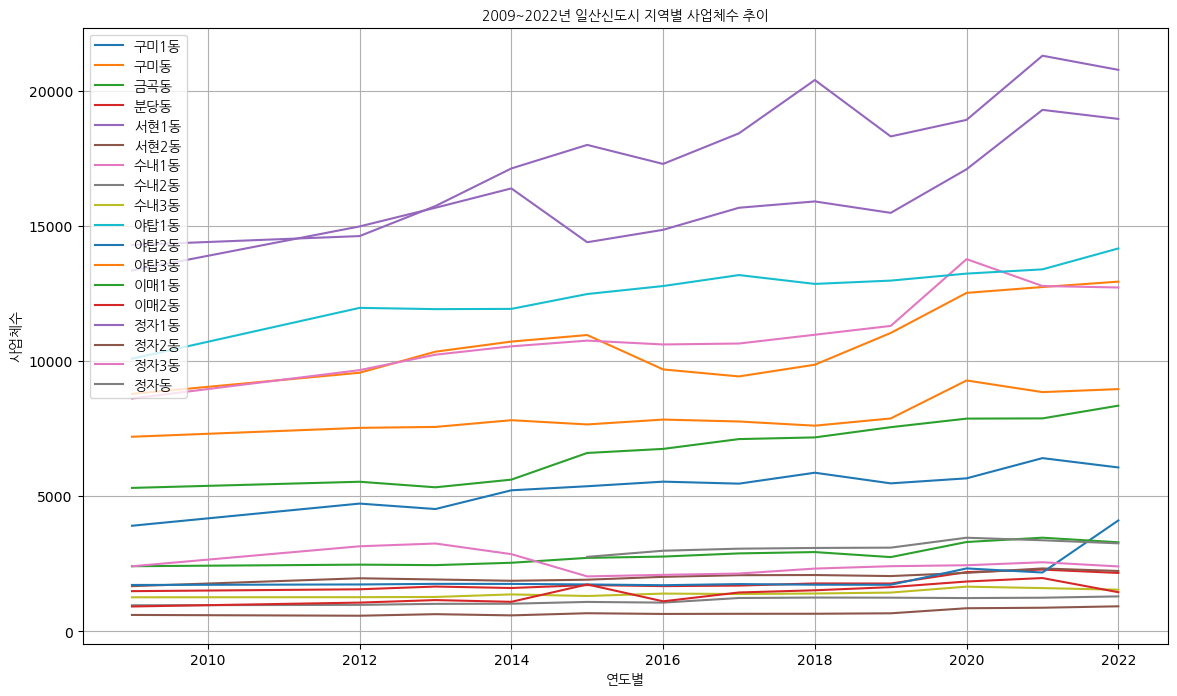 2009~2022년 일산신도시 지역별 사업체수 추이
구미1동
구미동
금곡동
분당동
서현1동
서현2동
수내1동
수내2동
수내3동
야탑1동
야탑2동
야탑3동
이매1동
이매2동
정자1동
정자2동
정자3동
정자동
사업체수
20000
15000
10000
5000
0
2010 2012 2014 2016 2018 2020 2022
연도별